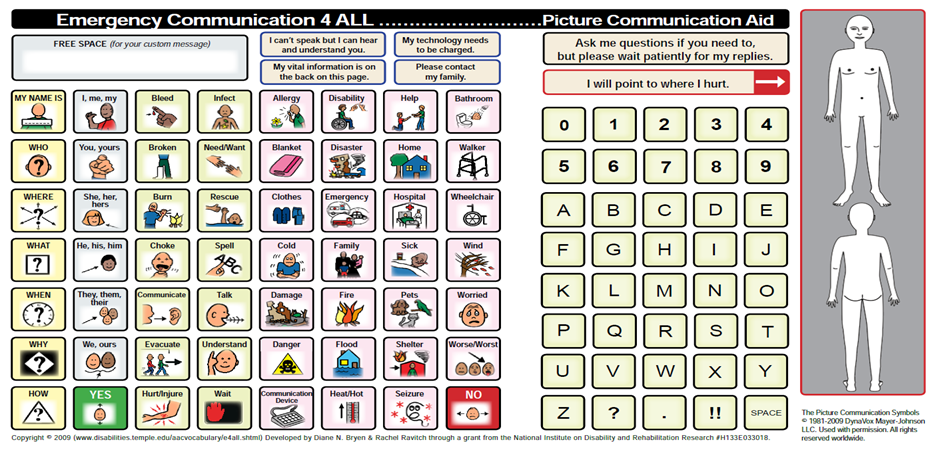 Emergency Communication 4 ALL ..........................Picture Communication Aid
FREE SPACE (for your custom message)
I can't speak but I can hear
and understand you.
My technology needs
to be charged.
My vital information is on
the back on this page.
Please contact
my family.
Ask me questions if you need to,
but please wait patiently for my replies.
I will point to where I hurt.
MY NAME IS
I, me, my
Bleed
Infect
Allergy
Disability
Help
Bathroom
WHO
You, yours
Broken
Need/Want
Blanket
Disaster
Home
Walker
WHERE
She, her,
hers
Burn
Rescue
Clothes
Emergency
Hospital
Wheelchair
WHAT
He, his, him
Choke
Spell
ABC
Cold
Family
Sick
Wind
WHEN
They, them,
their
Communicate
Talk
Damage
Fire
Pets
Worried
WHY
We, ours
Evacuate
Understand
Danger
Flood
Shelter
Worse/Worst
HOW
YES
Hurt/Injure
Wait
Communication
Device
Heat/Hot
Seizure
NO
0 1 2 3 4
5 6 7 8 9
A B C D E
F G H I J
K L M N O
P Q R S T
U V W X Y
Z ? . !! SPACE
The Picture Communication Symbols
© 1981-2009 DynaVox Mayer-Johnson
LLC. Used with permission. All rights
reserved worldwide.
Copyright © 2009 (www.disabilities.temple.edu/aacvocabulary/e4all.shtml) Developed by Diane N. Bryen & Rachel Ravitch through a grant from the National Institute on Disability and Rehabilitation Research #H133E033018.